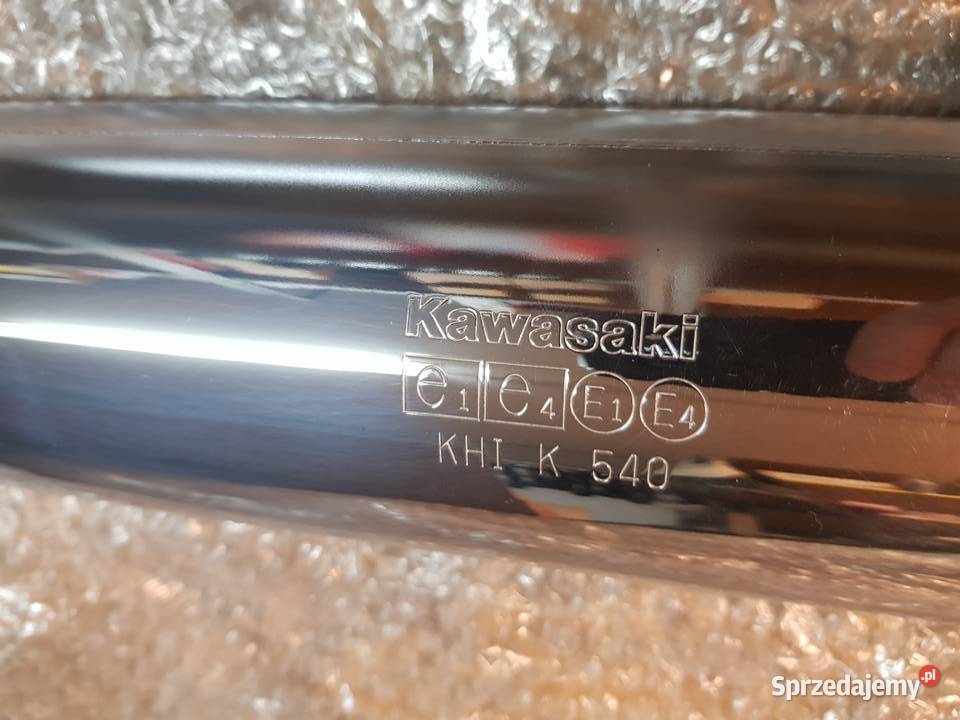 Kawasaki
e1 e4 E1 E4
KHI K 540
Sprzedajemy.pl